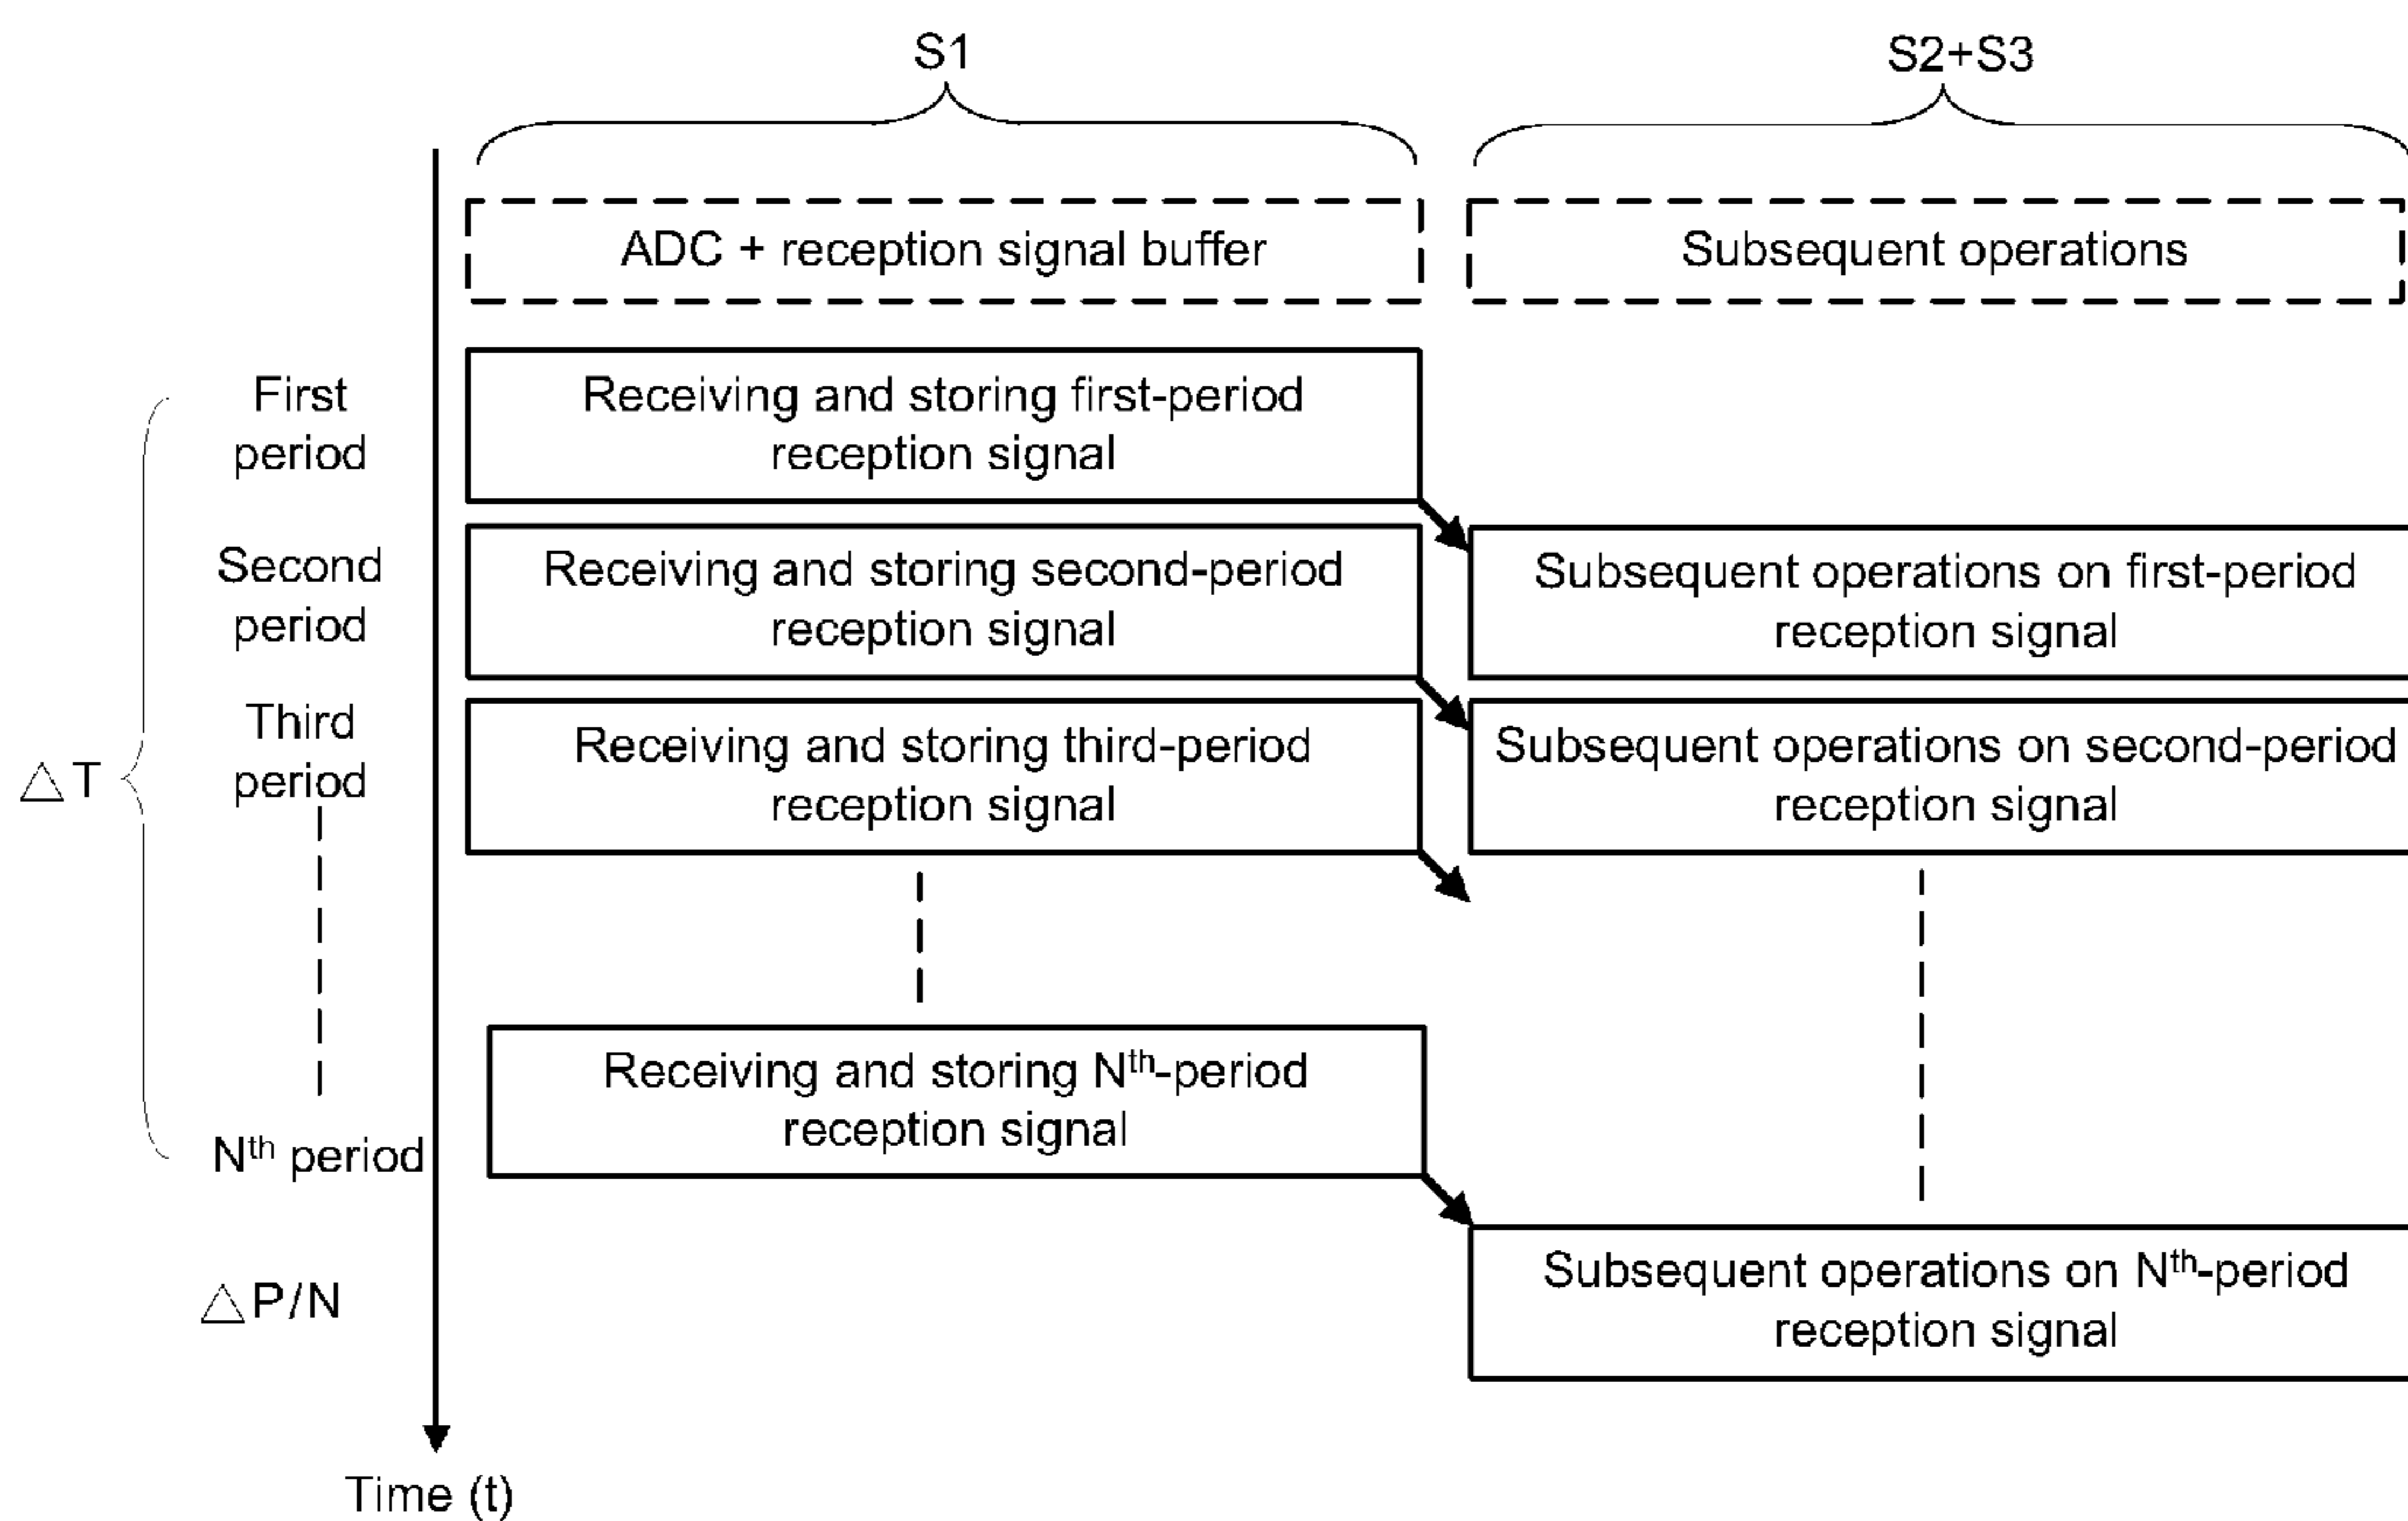 S1
S2+S3
ADC + reception signal buffer
Subsequent operations
First
period
Receiving and storing first-period
reception signal
Second
period
Receiving and storing second-period
reception signal
Subsequent operations on first-period
reception signal
Third
period
Receiving and storing third-period
reception signal
Subsequent operations on second-period
reception signal
△T
Nth period
Receiving and storing Nth-period
reception signal
△P/N
Subsequent operations on Nth-period
reception signal
Time (t)